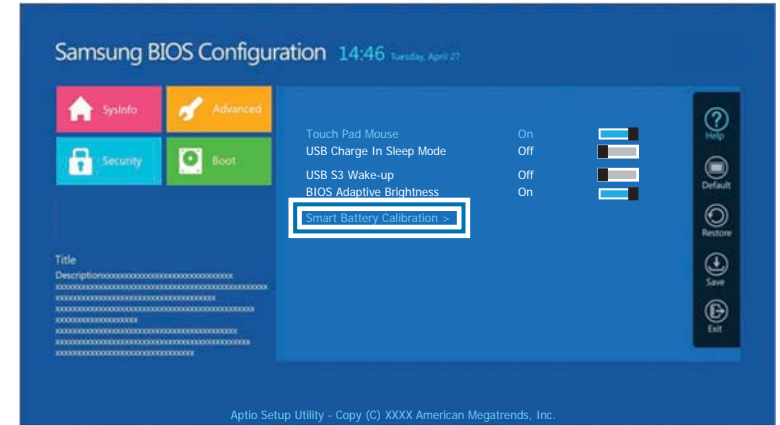 Samsung BIOS Configuration 14:46 Tuesday, April 27
SysInfo
Advanced
Security
Boot
Touch Pad Mouse On
USB Charge In Sleep Mode Off
USB S3 Wake-up Off
BIOS Adaptive Brightness On
Smart Battery Calibration >
Help
Default
Restore
Save
Exit
Title
Aptio Setup Utility - Copy (C) XXXX American Megatrends, Inc.